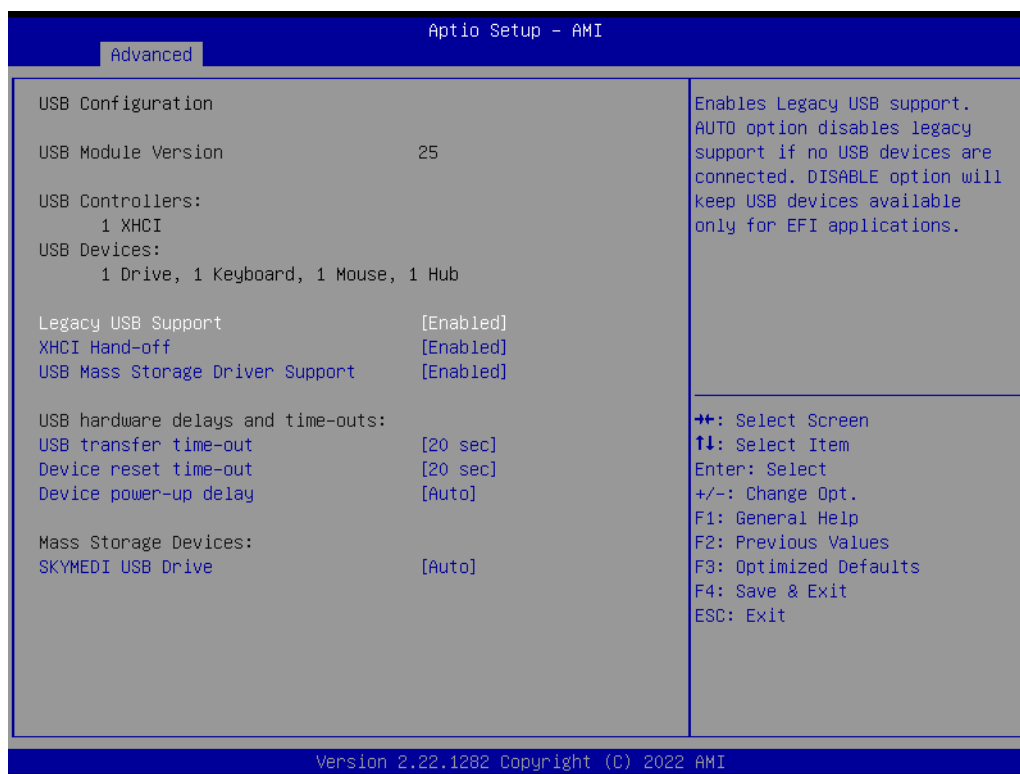 Aptio Setup – AMI
Advanced
USB Configuration
USB Module Version 25
USB Controllers:
1 XHCI
USB Devices:
1 Drive, 1 Keyboard, 1 Mouse, 1 Hub
Legacy USB Support [Enabled]
XHCI Hand-off [Enabled]
USB Mass Storage Driver Support [Enabled]
USB hardware delays and time-outs:
USB transfer time-out [20 sec]
Device reset time-out [20 sec]
Device power-up delay [Auto]
Mass Storage Devices:
SKYMEDI USB Drive [Auto]
Enables Legacy USB support.
AUTO option disables legacy
support if no USB devices are
connected. DISABLE option will
keep USB devices available
only for EFI applications.
→←: Select Screen
↑↓: Select Item
Enter: Select
+/-: Change Opt.
F1: General Help
F2: Previous Values
F3: Optimized Defaults
F4: Save & Exit
ESC: Exit
Version 2.22.1282 Copyright (C) 2022 AMI